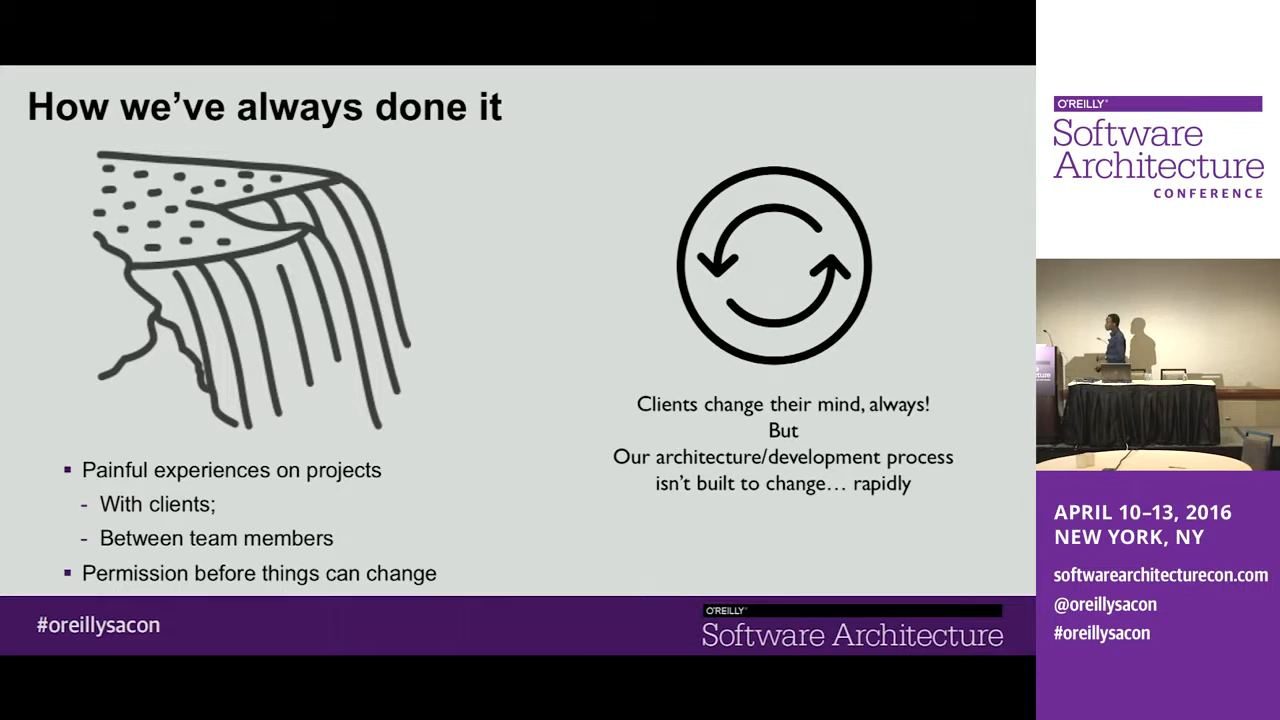 How we've always done it
▪ Painful experiences on projects
- With clients;
- Between team members
▪ Permission before things can change
Clients change their mind, always!
But
Our architecture/development process
isn't built to change... rapidly
#oreillysacon
O'REILLY®
Software Architecture
O'REILLY®
Software
Architecture
CONFERENCE
APRIL 10–13, 2016
NEW YORK, NY
softwarearchitecturecon.com
@oreillysacon
#oreillysacon